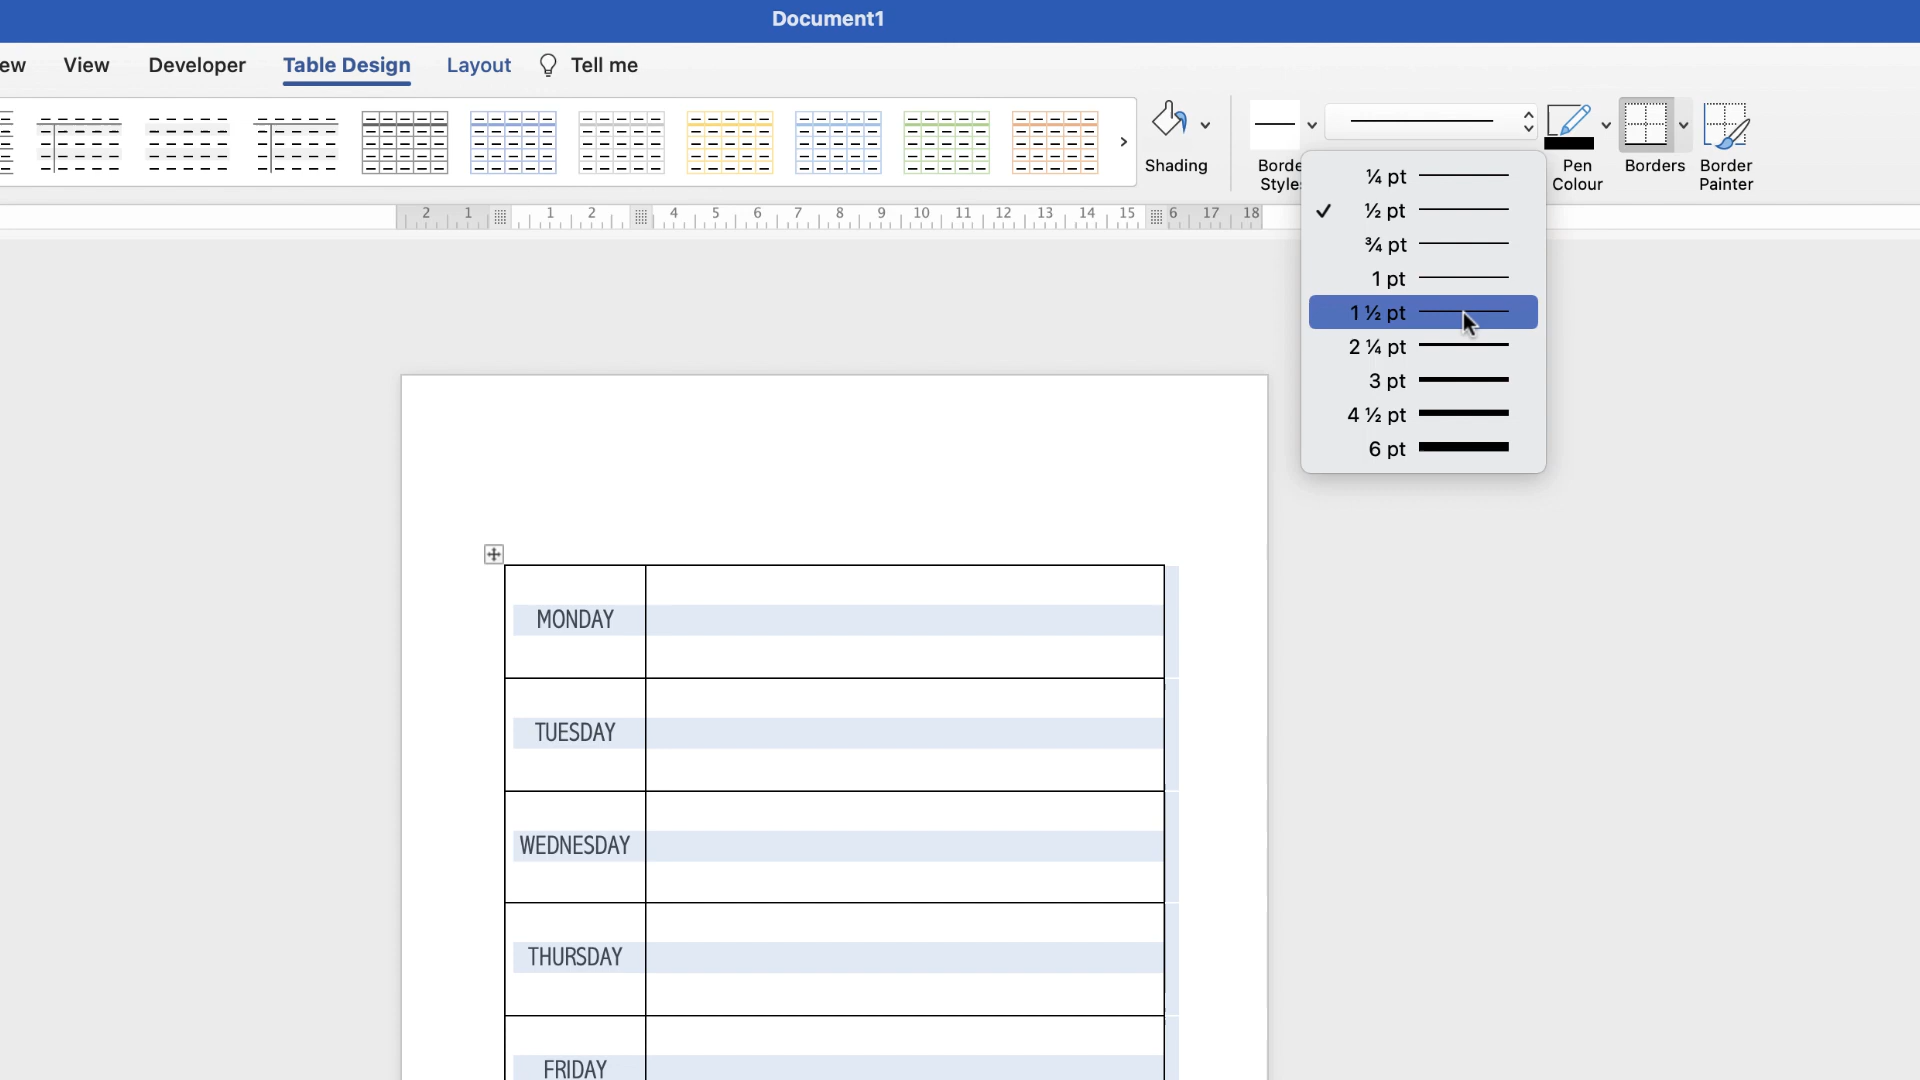 Document1
ew View Developer Table Design Layout Tell me
Shading
Borde
Style
Pen
Colour
Borders
Border
Painter
2 1 1 2 4 5 6 7 8 9 10 11 12 13 14 15 6 17 18
¼ pt
✓ ½ pt
¾ pt
1 pt
1 ½ pt
2 ¼ pt
3 pt
4 ½ pt
6 pt
MONDAY
TUESDAY
WEDNESDAY
THURSDAY
FRIDAY